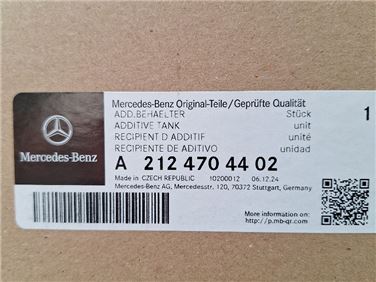 Mercedes-Benz Original-Teile/Geprüfte Qualität
ADD.BEHAELTER Stück 1
ADDITIVE TANK unit
RECIPIENT D ADDITIF unité
RECIPIENTE DE ADITIVO unidad
Mercedes-Benz
A 212 470 44 02
Made in CZECH REPUBLIC 10200012 06.12.24
Mercedes-Benz AG, Mercedesstr. 120, 70372 Stuttgart, Germany
More information on:
http://p.mb-qr.com/